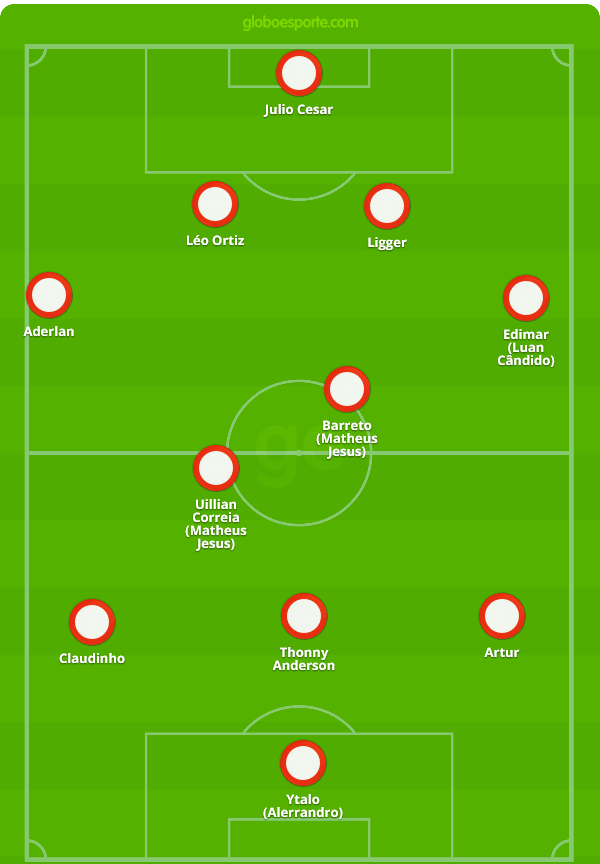 globoesporte.com
Julio Cesar
Léo Ortiz
Ligger
Aderlan
Edimar
(Luan
Cândido)
Barreto
(Matheus
Jesus)
ge
Uillian
Correia
(Matheus
Jesus)
Claudinho
Thonny
Anderson
Artur
Ytalo
(Alerrandro)